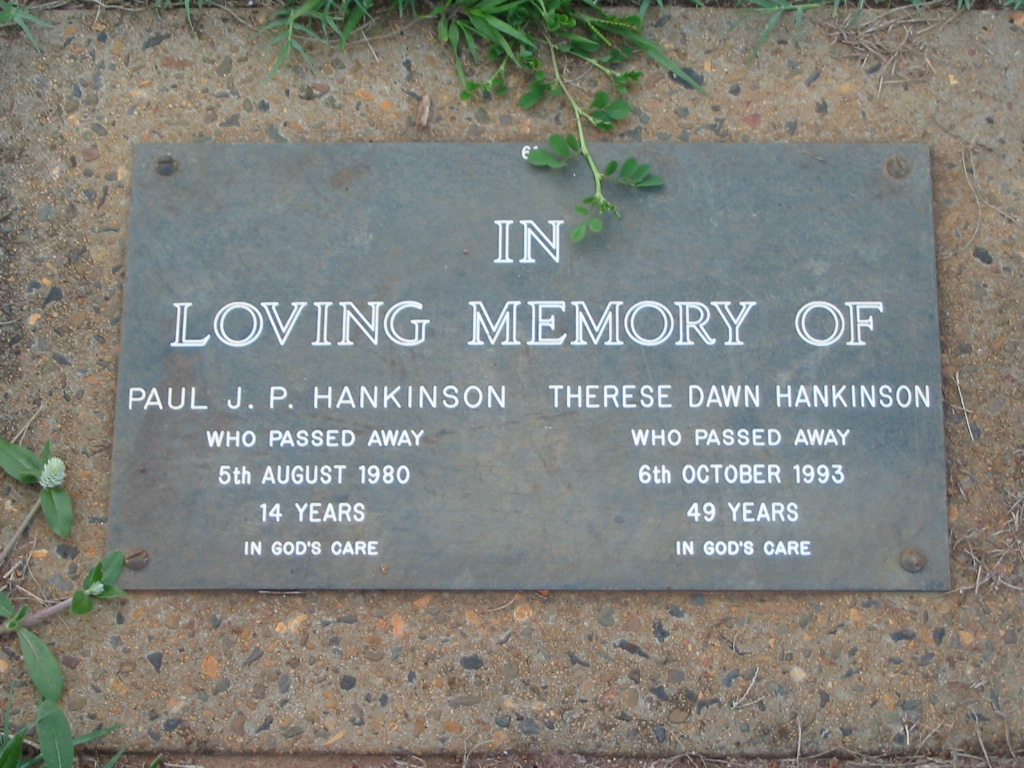 IN
LOVING MEMORY OF
PAUL J. P. HANKINSON
WHO PASSED AWAY
5th AUGUST 1980
14 YEARS
IN GOD'S CARE
THERESE DAWN HANKINSON
WHO PASSED AWAY
6th OCTOBER 1993
49 YEARS
IN GOD'S CARE